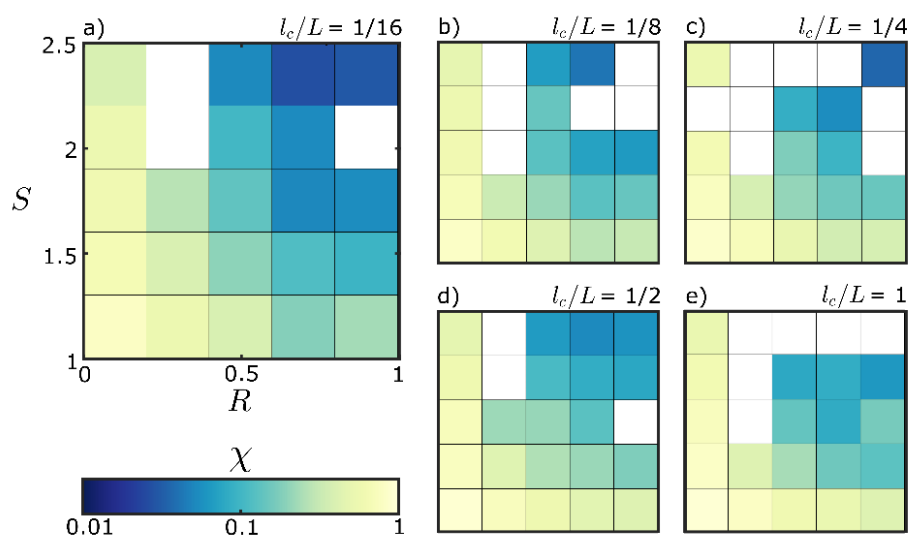 a) l_c/L = 1/16
b) l_c/L = 1/8
c) l_c/L = 1/4
2.5
2
S
1.5
1
0 0.5 1
R
d) l_c/L = 1/2
e) l_c/L = 1
χ
0.01 0.1 1